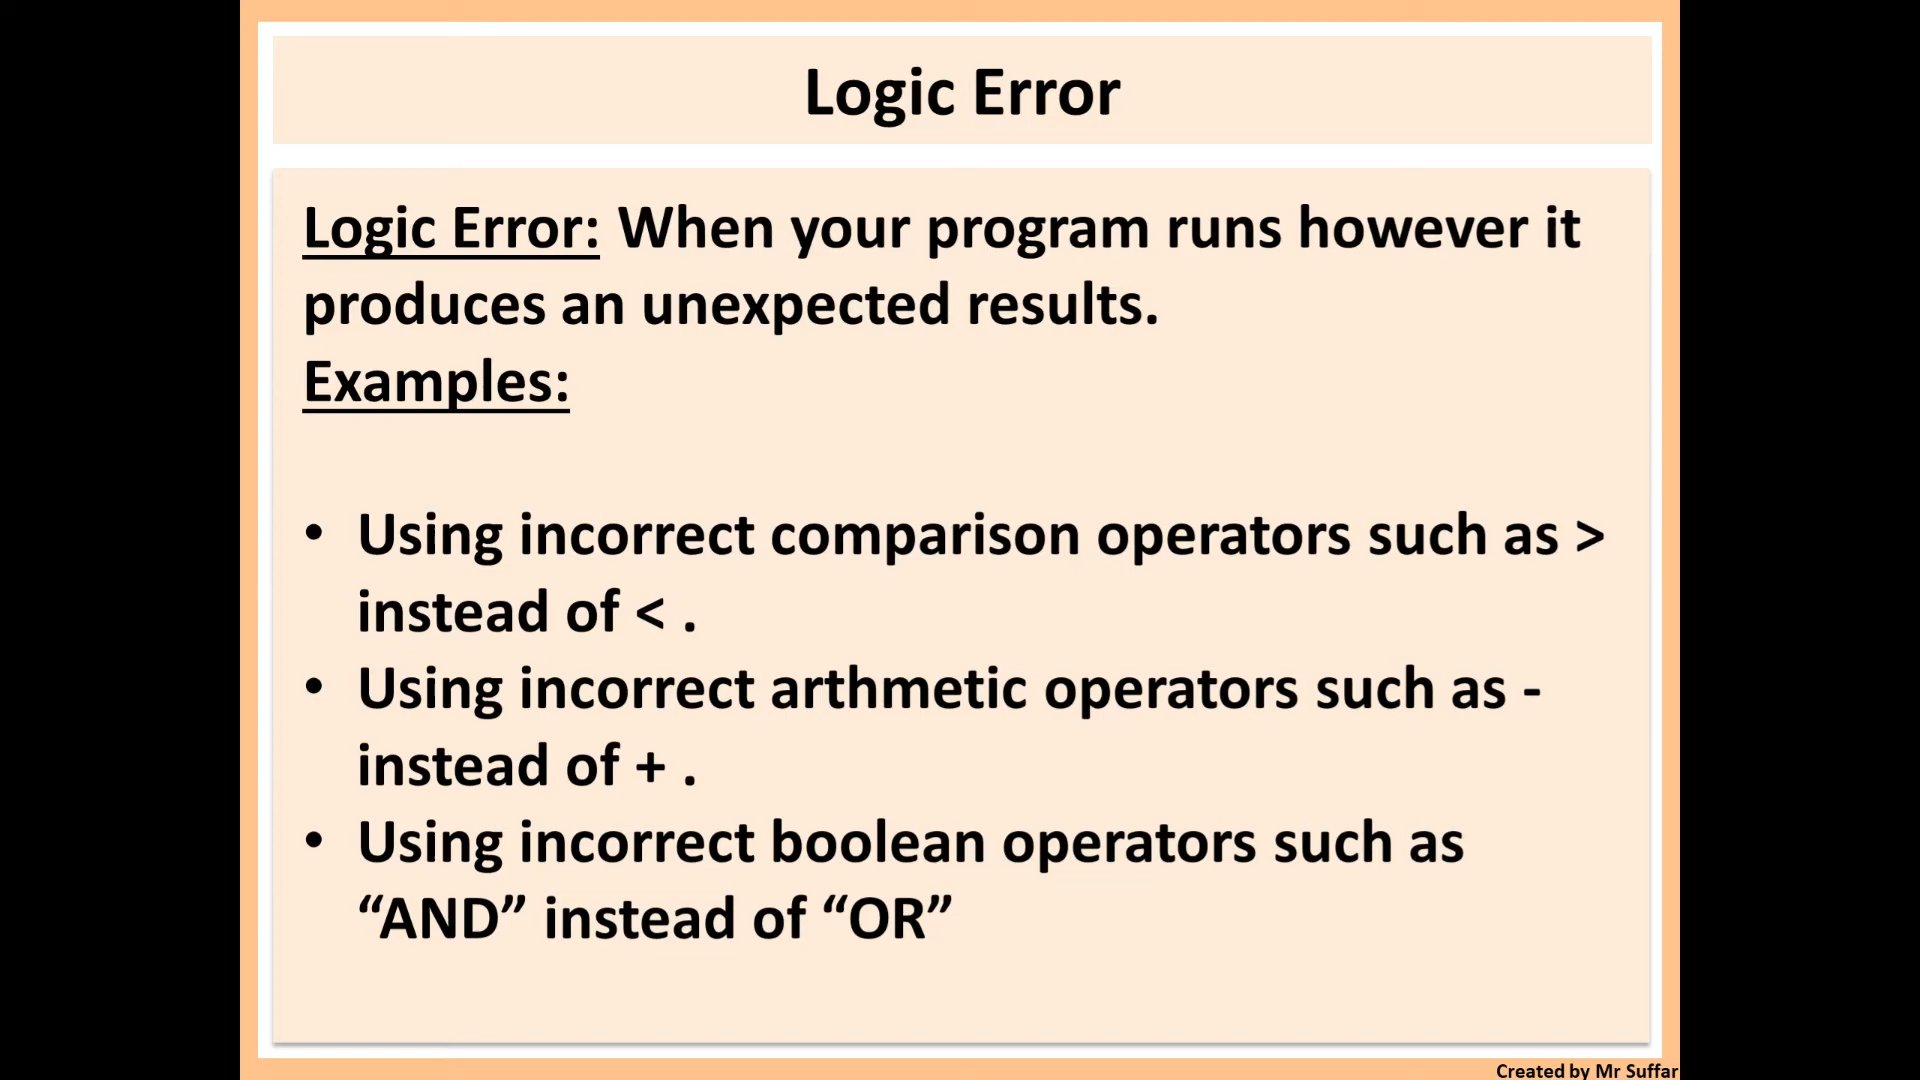 Logic Error
Logic Error: When your program runs however it
produces an unexpected results.
Examples:
• Using incorrect comparison operators such as >
instead of < .
• Using incorrect arthmetic operators such as -
instead of + .
• Using incorrect boolean operators such as
“AND” instead of “OR”
Created by Mr Suffar